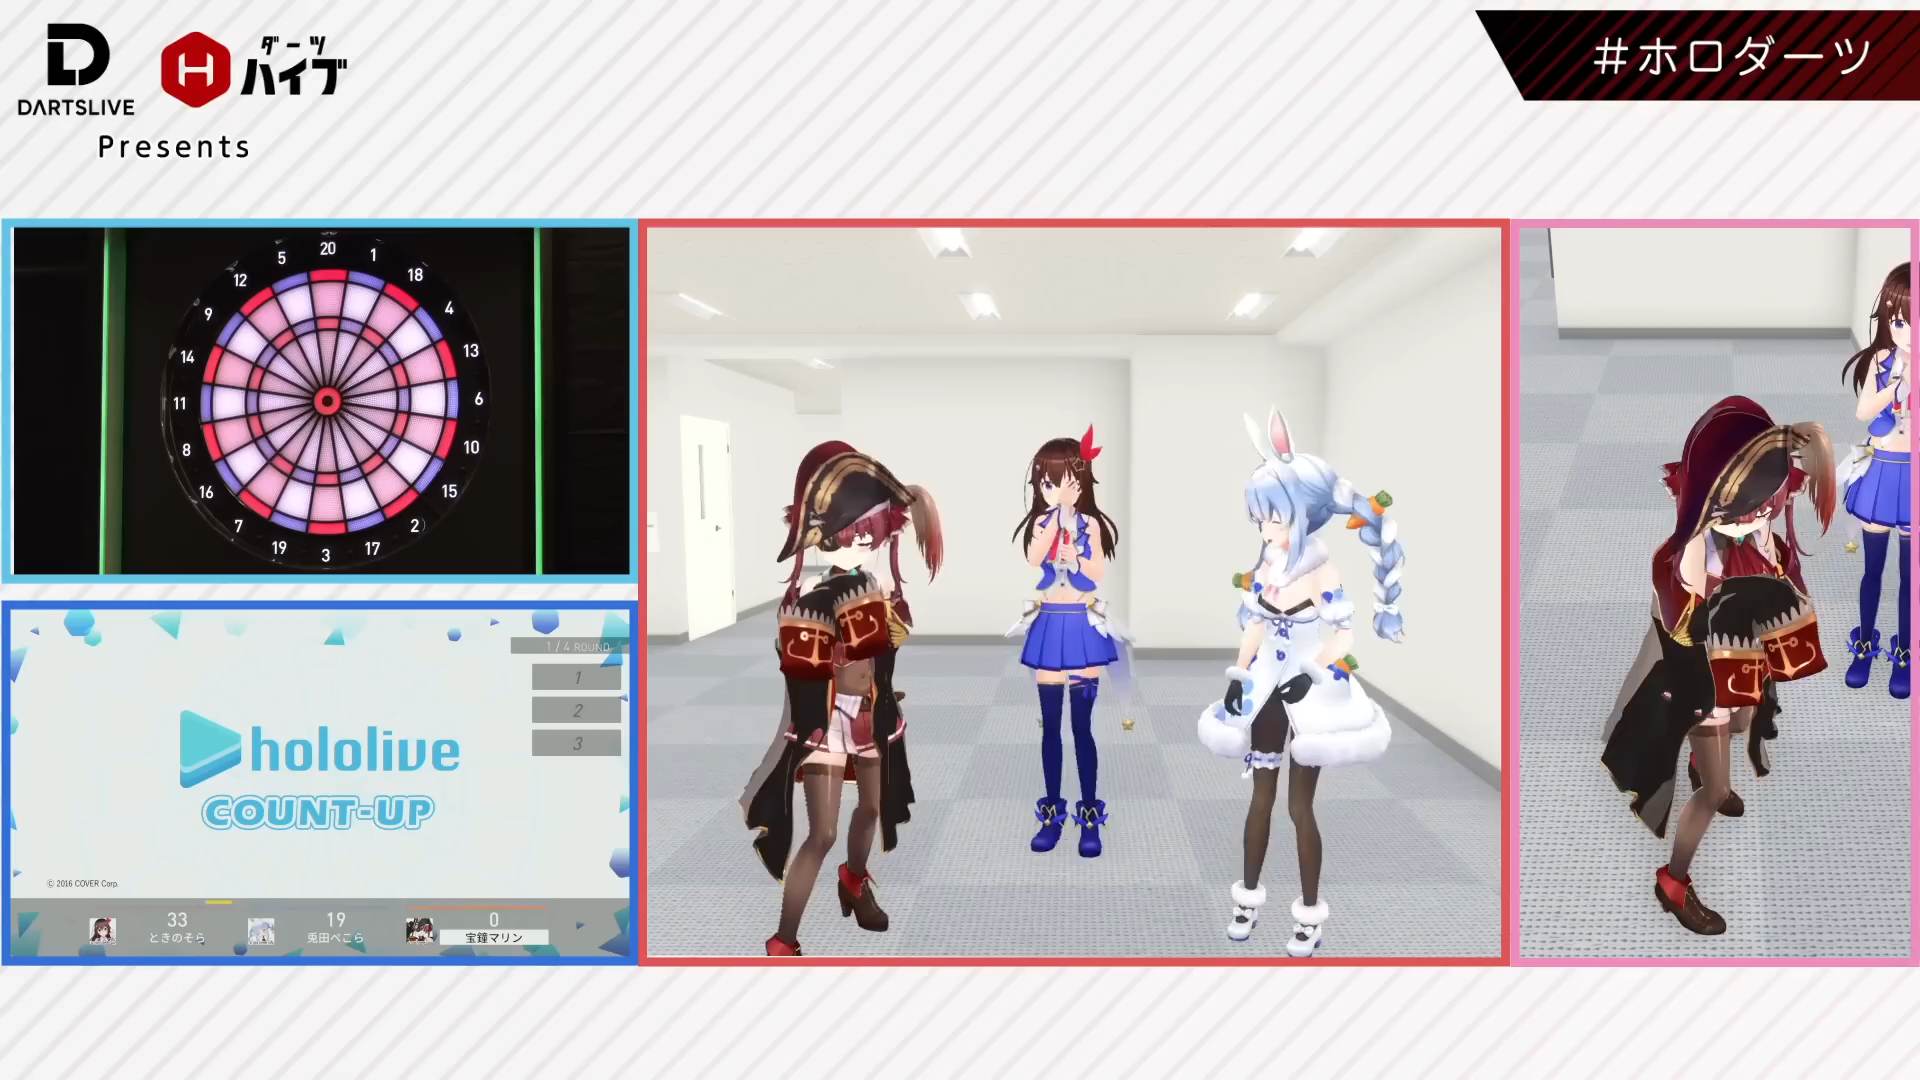 DARTSLIVE
H
ダーツ
ハイブ
Presents
#ホロダーツ
20
1
18
4
13
6
10
15
2
17
3
19
7
16
8
11
14
9
12
5
1 / 4 ROUND
1
2
3
hololive
COUNT-UP
© 2016 COVER Corp.
33
ときのそら
19
兎田ぺこら
0
宝鐘マリン